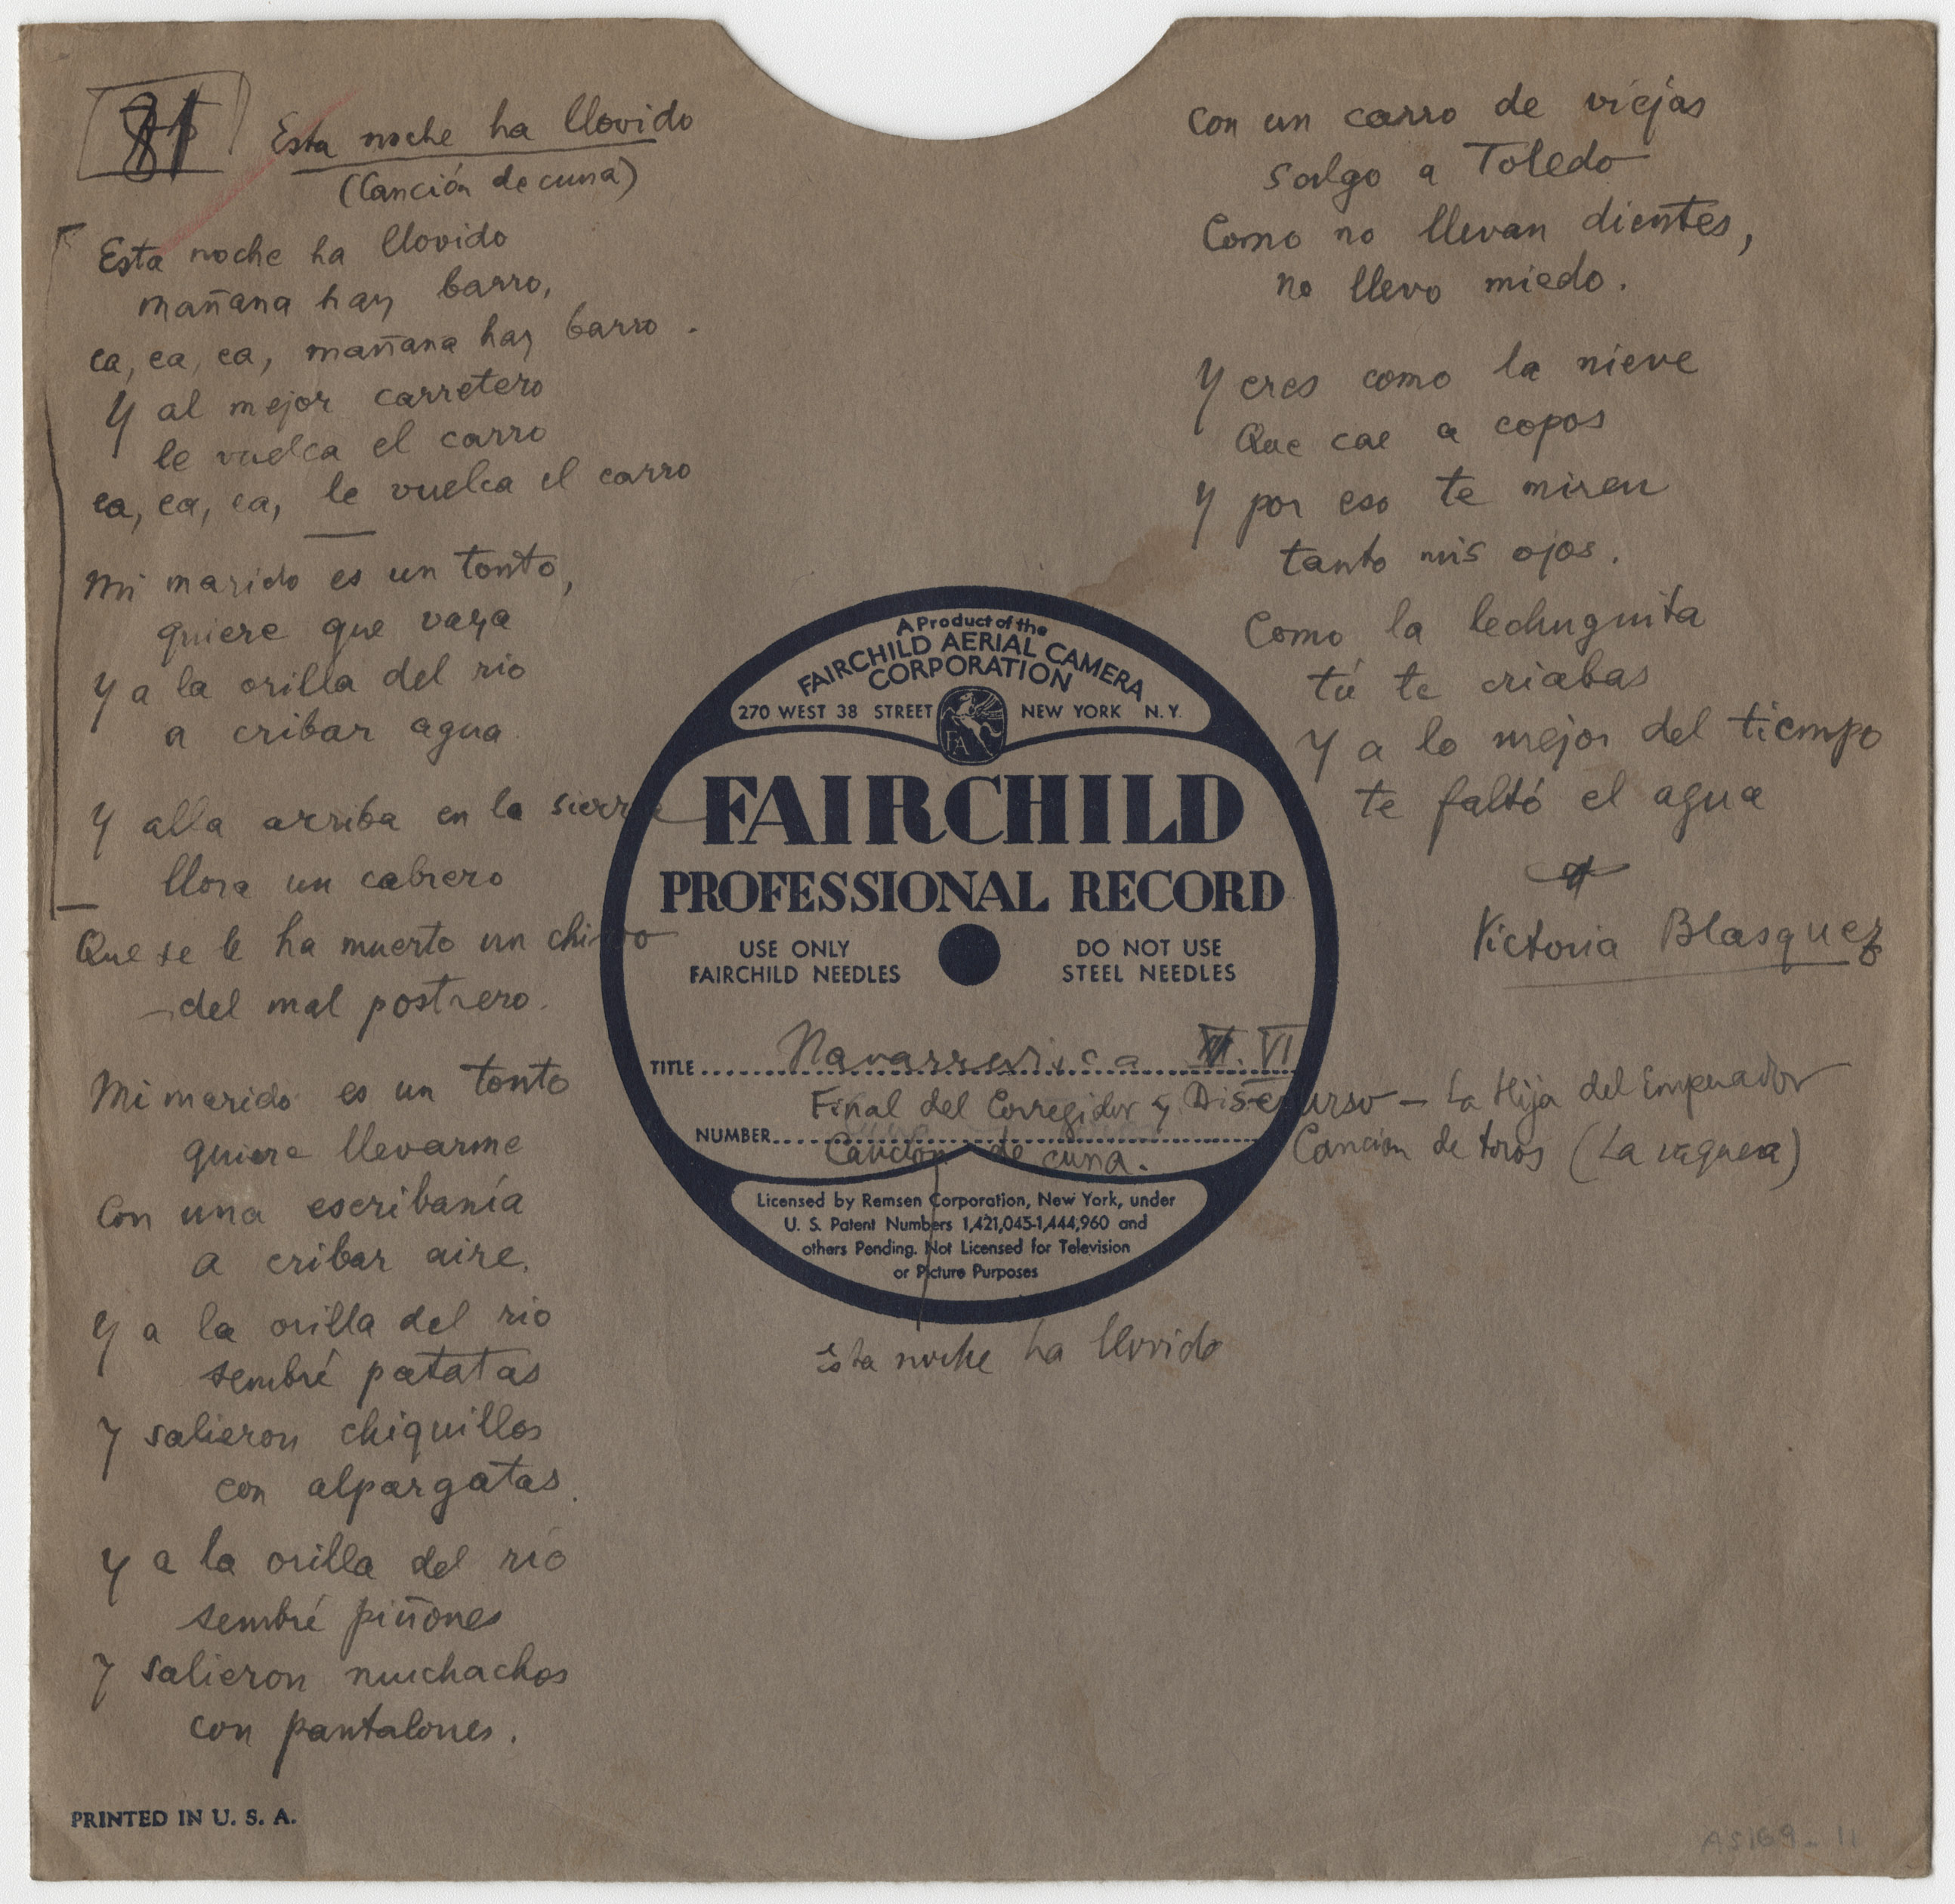 81
Esta noche ha llovido
(Canción de cuna)
Esta noche ha llovido
mañana hay barro,
ea, ea, ea, mañana hay barro.
Y al mejor carretero
le vuelca el carro
ea, ea, ea, le vuelca el carro
Mi marido es un tonto,
quiere que vaya
Y a la orilla del río
a cribar agua.
Y alla arriba en la sierra
llora un cabrero
Que se le ha muerto un chivo
del mal postrero.
Mi marido es un tonto
quiere llevarme
Con una escribanía
a cribar aire.
Y a la orilla del rio
sembré patatas
Y salieron chiquillos
con alpargatas.
Y a la orilla del río
sembré piñones
Y salieron muchachos
con pantalones.
PRINTED IN U. S. A.
Con un carro de viejas
salgo a Toledo
Como no llevan dientes,
no llevo miedo.
Y eres como la nieve
Que cae a copos
Y por eso te miren
tanto mis ojos.
Como la lechuguita
tú te criabas
Y a lo mejor del tiempo
te faltó el agua
Victoria Blasquez
A Product of the
FAIRCHILD AERIAL CAMERA
CORPORATION
270 WEST 38 STREET NEW YORK N.Y.
FA
FAIRCHILD
PROFESSIONAL RECORD
USE ONLY
FAIRCHILD NEEDLES
DO NOT USE
STEEL NEEDLES
TITLE Navarrevisca VI
Final del Corregidor y Discurso — La Hija del Emperador
NUMBER
Canción de cuna. Canción de toros (La vaquera)
Licensed by Remsen Corporation, New York, under
U. S. Patent Numbers 1,421,045-1,444,960 and
others Pending. Not Licensed for Television
or Picture Purposes
Esta noche ha llovido
AS169-11